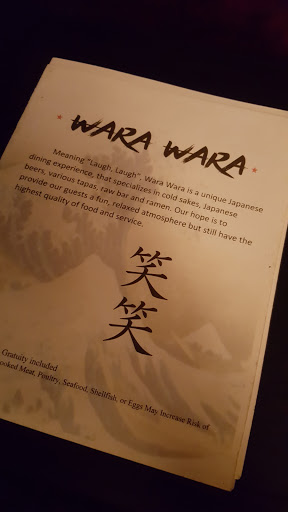 WARA WARA
Meaning "Laugh, Laugh". Wara Wara is a unique Japanese
dining experience, that specializes in cold sakes, Japanese
beers, various tapas, raw bar and ramen. Our hope is to
provide our guests a fun, relaxed atmosphere but still have the
highest quality of food and service.
笑
笑
Gratuity included
ooked Meat, Poultry, Seafood, Shellfish, or Eggs May Increase Risk of